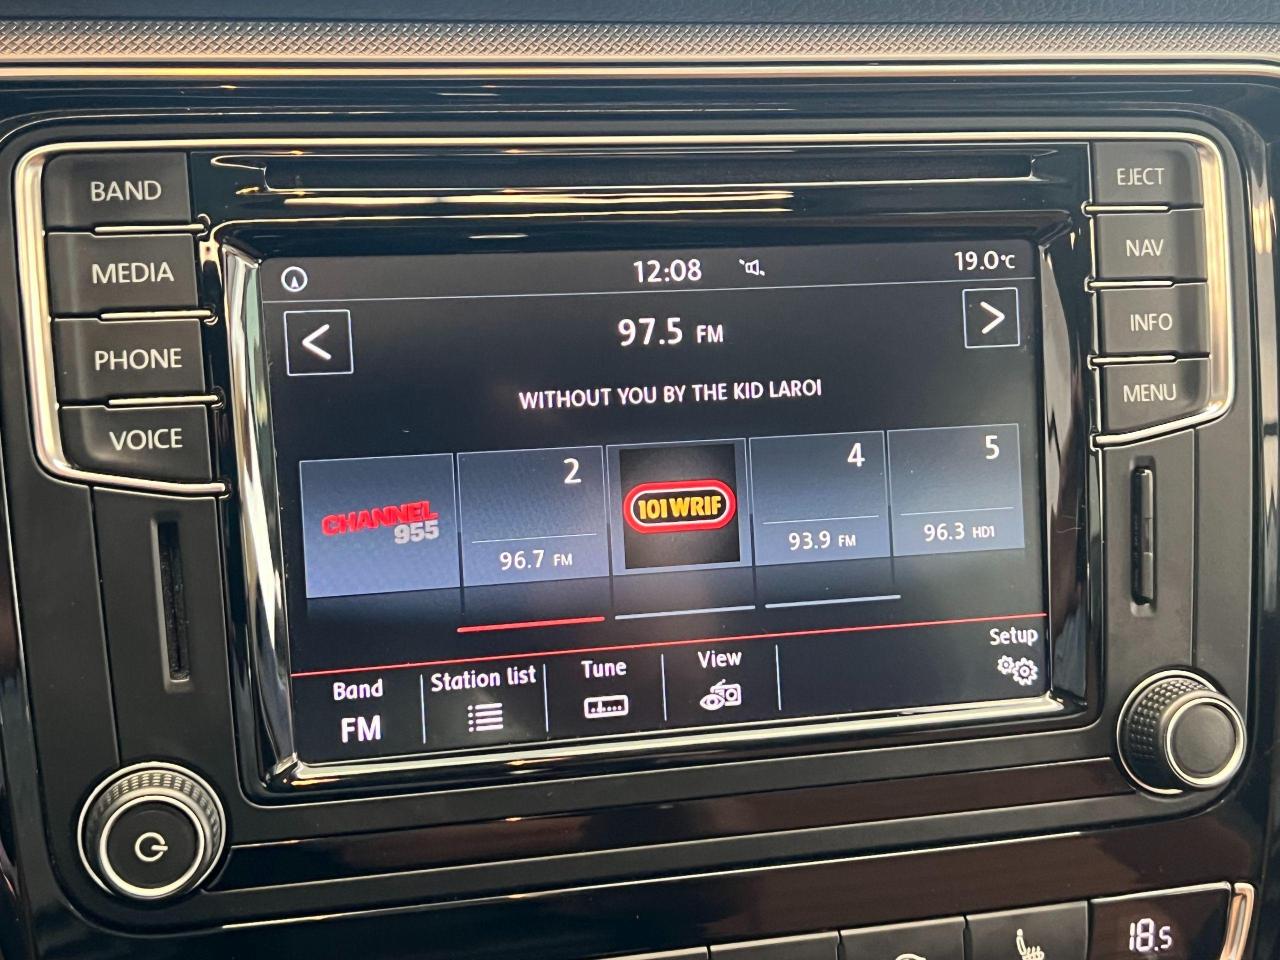 BAND
MEDIA
PHONE
VOICE
EJECT
NAV
INFO
MENU
12:08
19.0°C
<
97.5 FM
>
WITHOUT YOU BY THE KID LAROI
CHANNEL
955
2
96.7 FM
101 WRIF
4
93.9 FM
5
96.3 HD1
Band
FM
Station list
Tune
View
Setup
18.5